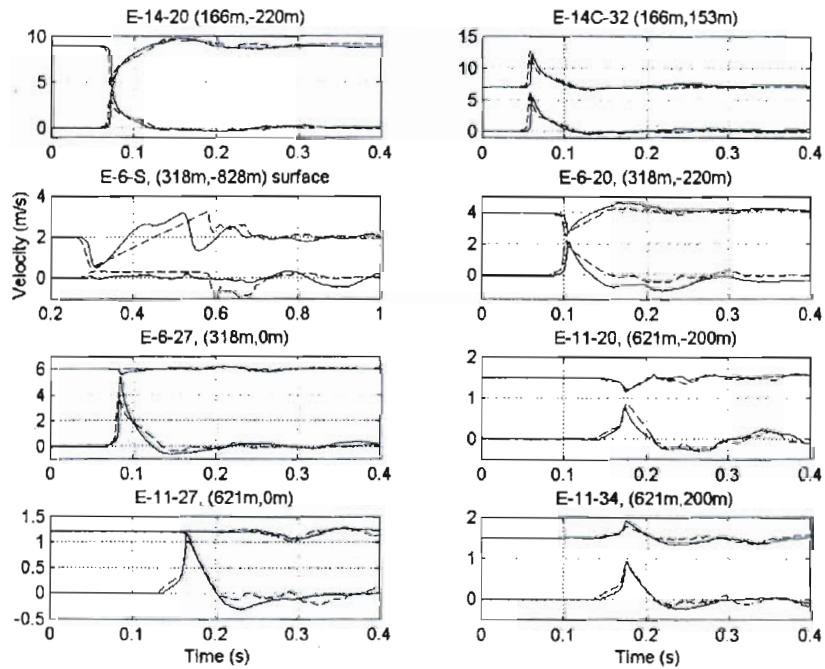 E-14-20 (166m,-220m)
10
5
0
0 0.1 0.2 0.3 0.4
E-14C-32 (166m,153m)
15
10
5
0
0 0.1 0.2 0.3 0.4
E-6-S, (318m,-828m) surface
Velocity (m/s)
4
2
0
0.2 0.4 0.6 0.8 1
E-6-20, (318m,-220m)
4
2
0
0 0.1 0.2 0.3 0.4
E-6-27, (318m,0m)
6
4
2
0
0 0.1 0.2 0.3 0.4
E-11-20, (621m,-200m)
2
1
0
0 0.1 0.2 0.3 0.4
E-11-27, (621m,0m)
1.5
1
0.5
0
-0.5
0 0.1 0.2 0.3 0.4
Time (s)
E-11-34, (621m,200m)
2
1
0
0 0.1 0.2 0.3 0.4
Time (s)